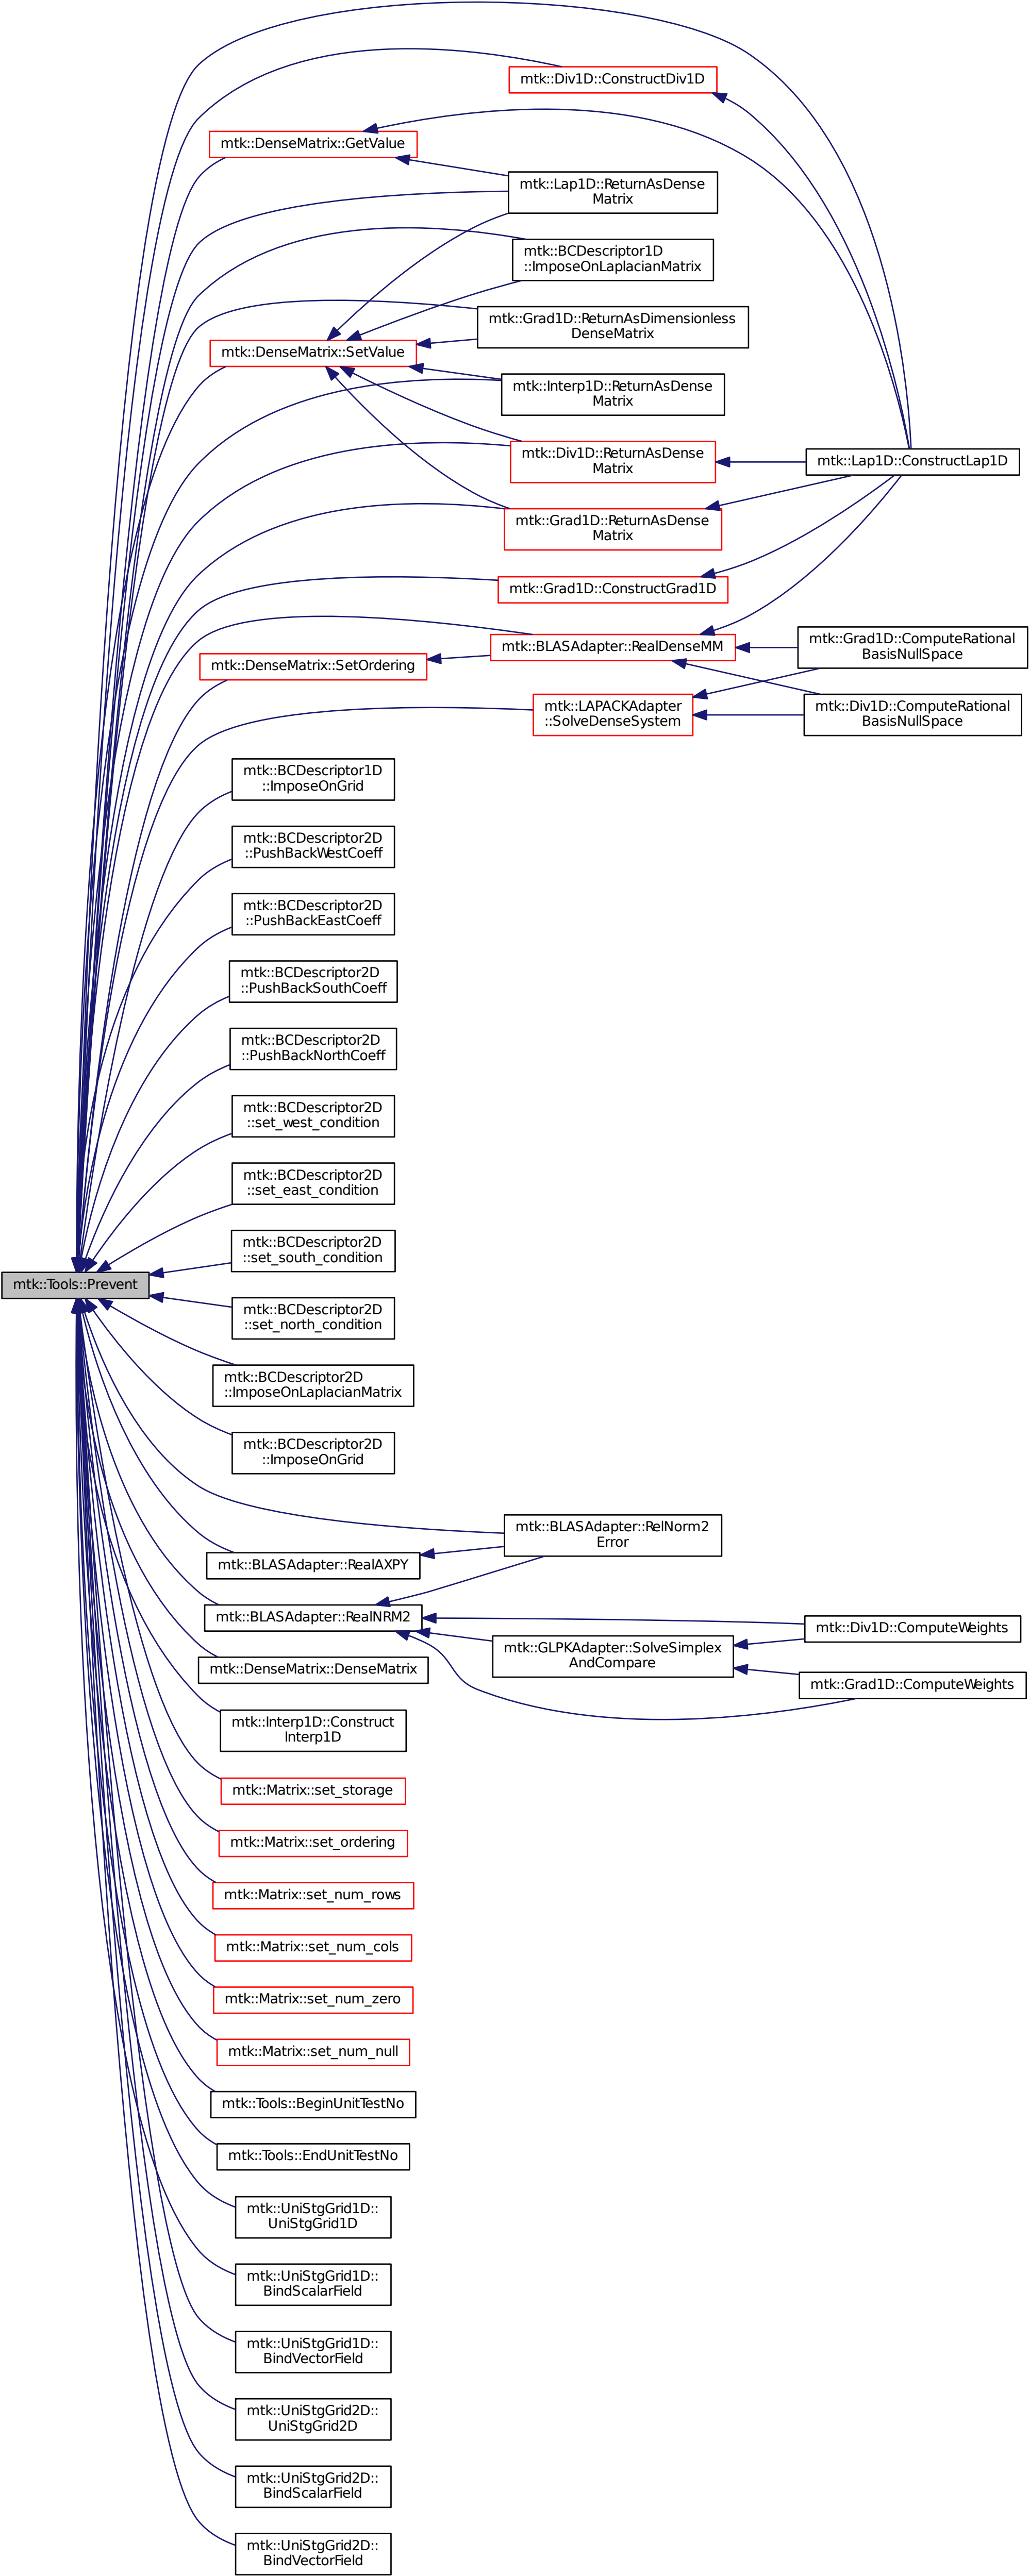 mtk::Div1D::ConstructDiv1D
mtk::DenseMatrix::GetValue
mtk::Lap1D::ReturnAsDense
Matrix
mtk::BCDescriptor1D
::ImposeOnLaplacianMatrix
mtk::Grad1D::ReturnAsDimensionless
DenseMatrix
mtk::DenseMatrix::SetValue
mtk::Interp1D::ReturnAsDense
Matrix
mtk::Div1D::ReturnAsDense
Matrix
mtk::Lap1D::ConstructLap1D
mtk::Grad1D::ReturnAsDense
Matrix
mtk::Grad1D::ConstructGrad1D
mtk::BLASAdapter::RealDenseMM
mtk::Grad1D::ComputeRational
BasisNullSpace
mtk::DenseMatrix::SetOrdering
mtk::LAPACKAdapter
::SolveDenseSystem
mtk::Div1D::ComputeRational
BasisNullSpace
mtk::BCDescriptor1D
::ImposeOnGrid
mtk::BCDescriptor2D
::PushBackWestCoeff
mtk::BCDescriptor2D
::PushBackEastCoeff
mtk::BCDescriptor2D
::PushBackSouthCoeff
mtk::BCDescriptor2D
::PushBackNorthCoeff
mtk::BCDescriptor2D
::set_west_condition
mtk::BCDescriptor2D
::set_east_condition
mtk::BCDescriptor2D
::set_south_condition
mtk::Tools::Prevent
mtk::BCDescriptor2D
::set_north_condition
mtk::BCDescriptor2D
::ImposeOnLaplacianMatrix
mtk::BCDescriptor2D
::ImposeOnGrid
mtk::BLASAdapter::RelNorm2
Error
mtk::BLASAdapter::RealAXPY
mtk::BLASAdapter::RealNRM2
mtk::Div1D::ComputeWeights
mtk::GLPKAdapter::SolveSimplex
AndCompare
mtk::DenseMatrix::DenseMatrix
mtk::Grad1D::ComputeWeights
mtk::Interp1D::Construct
Interp1D
mtk::Matrix::set_storage
mtk::Matrix::set_ordering
mtk::Matrix::set_num_rows
mtk::Matrix::set_num_cols
mtk::Matrix::set_num_zero
mtk::Matrix::set_num_null
mtk::Tools::BeginUnitTestNo
mtk::Tools::EndUnitTestNo
mtk::UniStgGrid1D::
UniStgGrid1D
mtk::UniStgGrid1D::
BindScalarField
mtk::UniStgGrid1D::
BindVectorField
mtk::UniStgGrid2D::
UniStgGrid2D
mtk::UniStgGrid2D::
BindScalarField
mtk::UniStgGrid2D::
BindVectorField